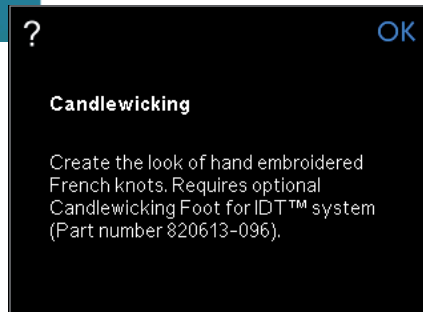 ? OK
Candlewicking
Create the look of hand embroidered
French knots. Requires optional
Candlewicking Foot for IDT™ system
(Part number 820613-096).